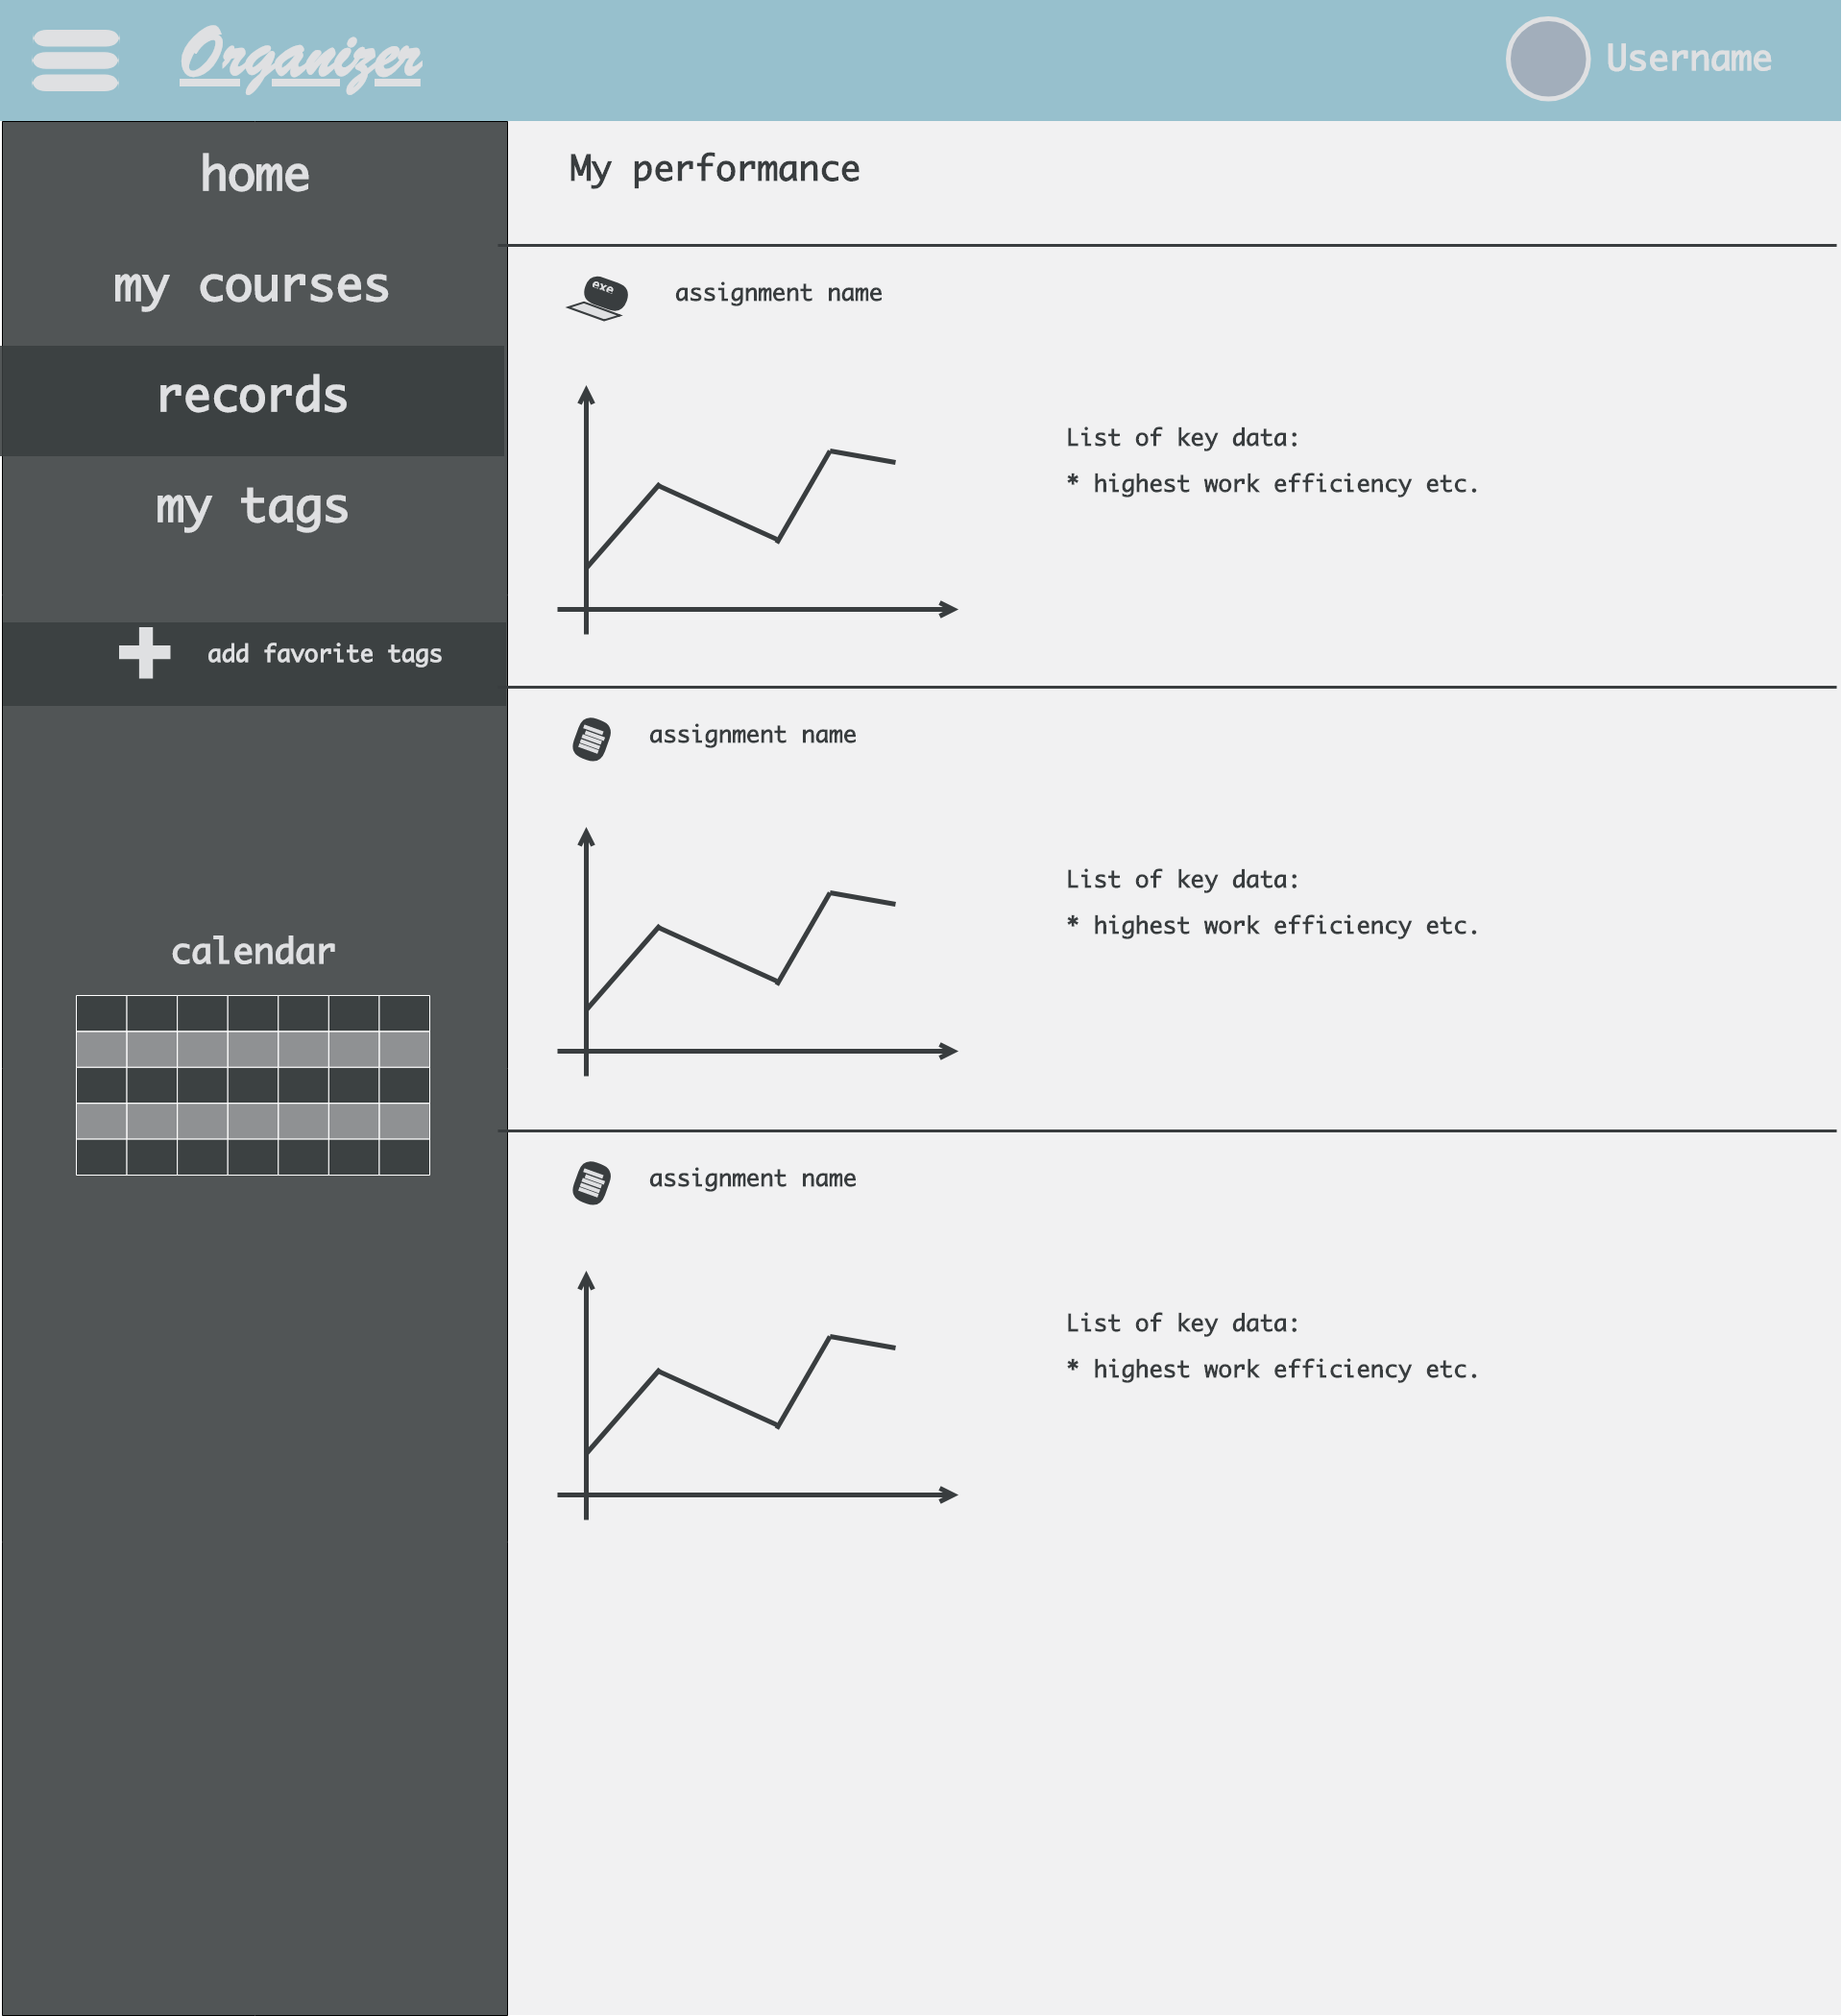 Organizer
Username
home
my courses
records
my tags
add favorite tags
calendar
My performance
exe
assignment name
List of key data:
* highest work efficiency etc.
assignment name
List of key data:
* highest work efficiency etc.
assignment name
List of key data:
* highest work efficiency etc.